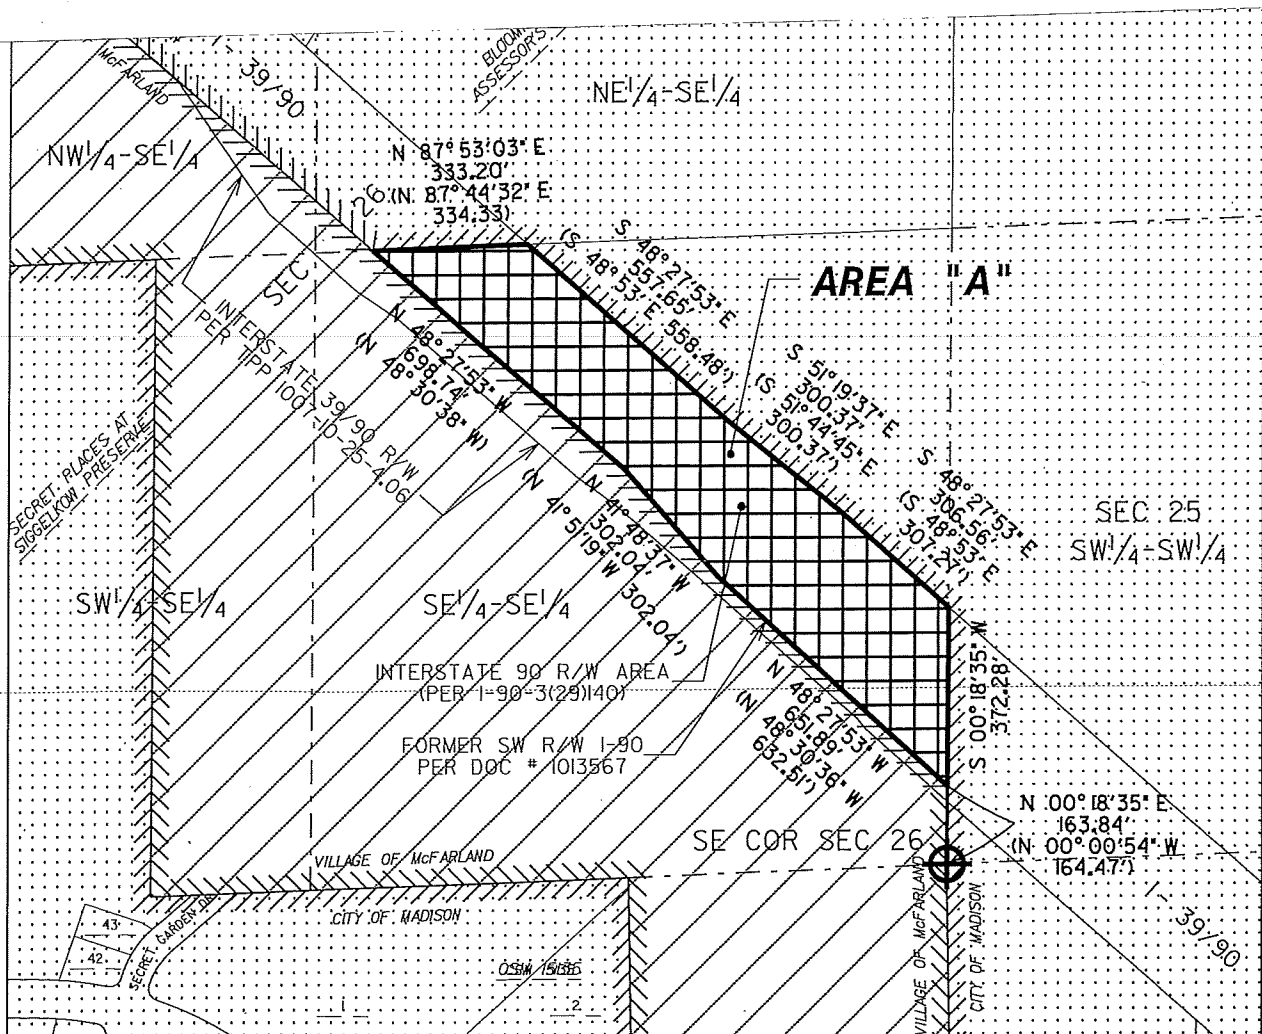 McFARLAND
I - 39/90
BLOOM
ASSESSORS
NE¼-SE¼
NW¼-SE¼
N 87°53'03" E
333.20'
(N 87°44'32" E
334.33)
26
SEC
S 48°27'53" E
557.65'
(S 48°53' E 558.48')
AREA "A"
INTERSTATE 39/90 R/W
PER TPP 1007-10-25-4.06
N 48°27'53" W
698.74'
(N 48°30'38" W)
S 51°19'37" E
300.37'
(S 51°44'45" E
300.37')
SECRET PLACES AT
SIGGELKOW PRESERVE
S 48°27'53" E
306.56'
(S 48°53' E
307.27')
SEC 25
SW¼-SW¼
N 41°48'37" W
302.04'
(N 41°51'19" W 302.04')
SW¼-SE¼
SE¼-SE¼
INTERSTATE 90 R/W AREA
(PER I-90-3(29)140)
FORMER SW R/W I-90
PER DOC # 1013567
N 48°27'53" W
651.89'
(N 48°30'36" W
632.51')
S 00°18'35" W
372.28'
N 00°18'35" E
163.84'
(N 00°00'54" W
164.47')
SE COR SEC 26
VILLAGE OF McFARLAND
CITY OF MADISON
VILLAGE OF McFARLAND
CITY OF MADISON
I - 39/90
43
42
SECRET GARDEN DR
1
2